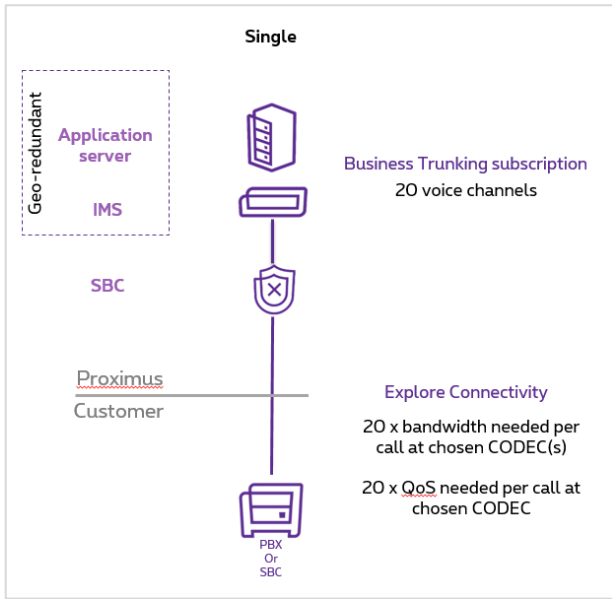 Single
Geo-redundant
Application
server
IMS
SBC
Business Trunking subscription
20 voice channels
Proximus
Customer
Explore Connectivity
20 x bandwidth needed per
call at chosen CODEC(s)
20 x QoS needed per call at
chosen CODEC
PBX
Or
SBC